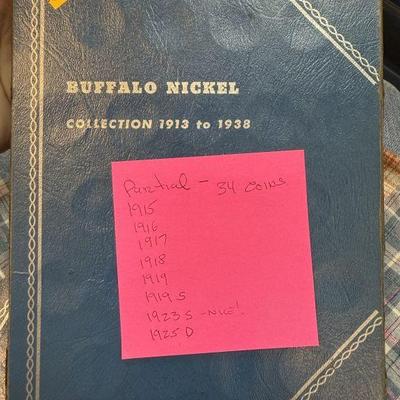 BUFFALO NICKEL
COLLECTION 1913 to 1938
Partial - 34 coins
1915
1916
1917
1918
1919
1919 S
1923 S - NICE!
1925 D